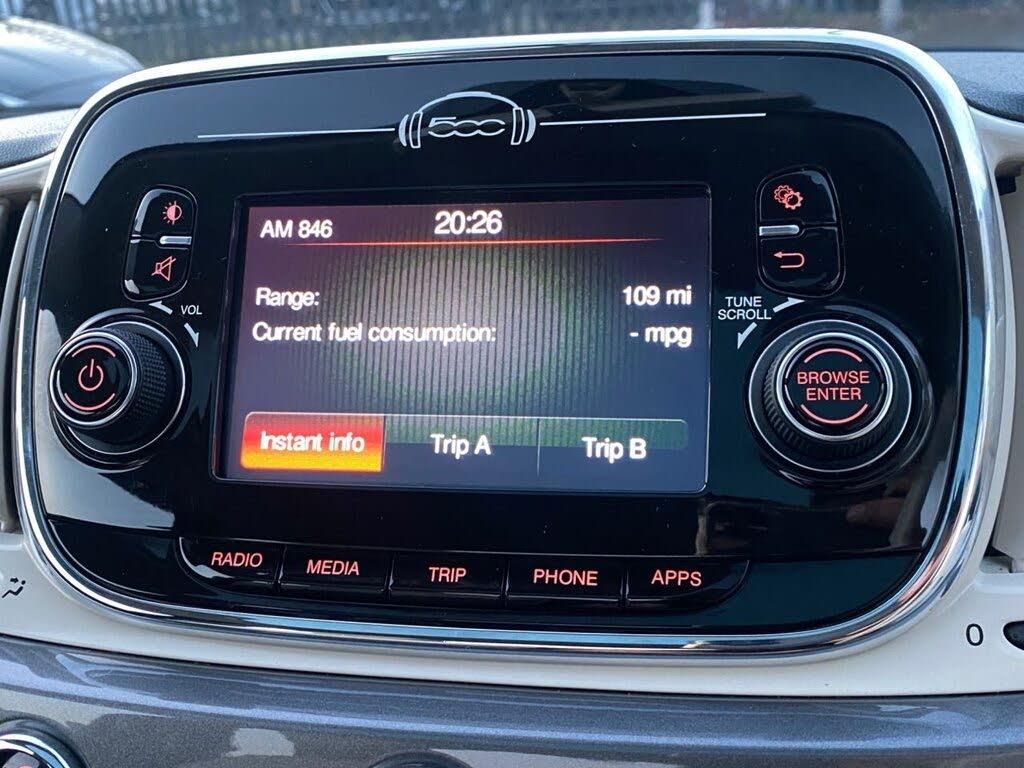 500
AM 846
20:26
Range:
109 mi
Current fuel consumption:
- mpg
Instant info
Trip A
Trip B
VOL
TUNE
SCROLL
BROWSE
ENTER
RADIO
MEDIA
TRIP
PHONE
APPS
0